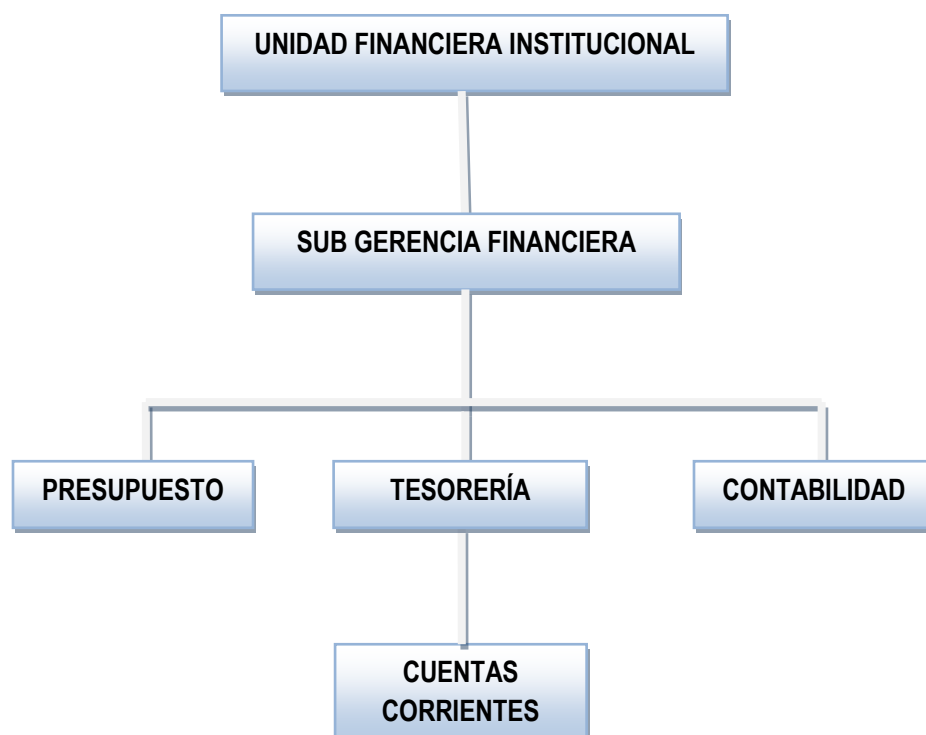 UNIDAD FINANCIERA INSTITUCIONAL
SUB GERENCIA FINANCIERA
PRESUPUESTO
TESORERÍA
CONTABILIDAD
CUENTAS
CORRIENTES